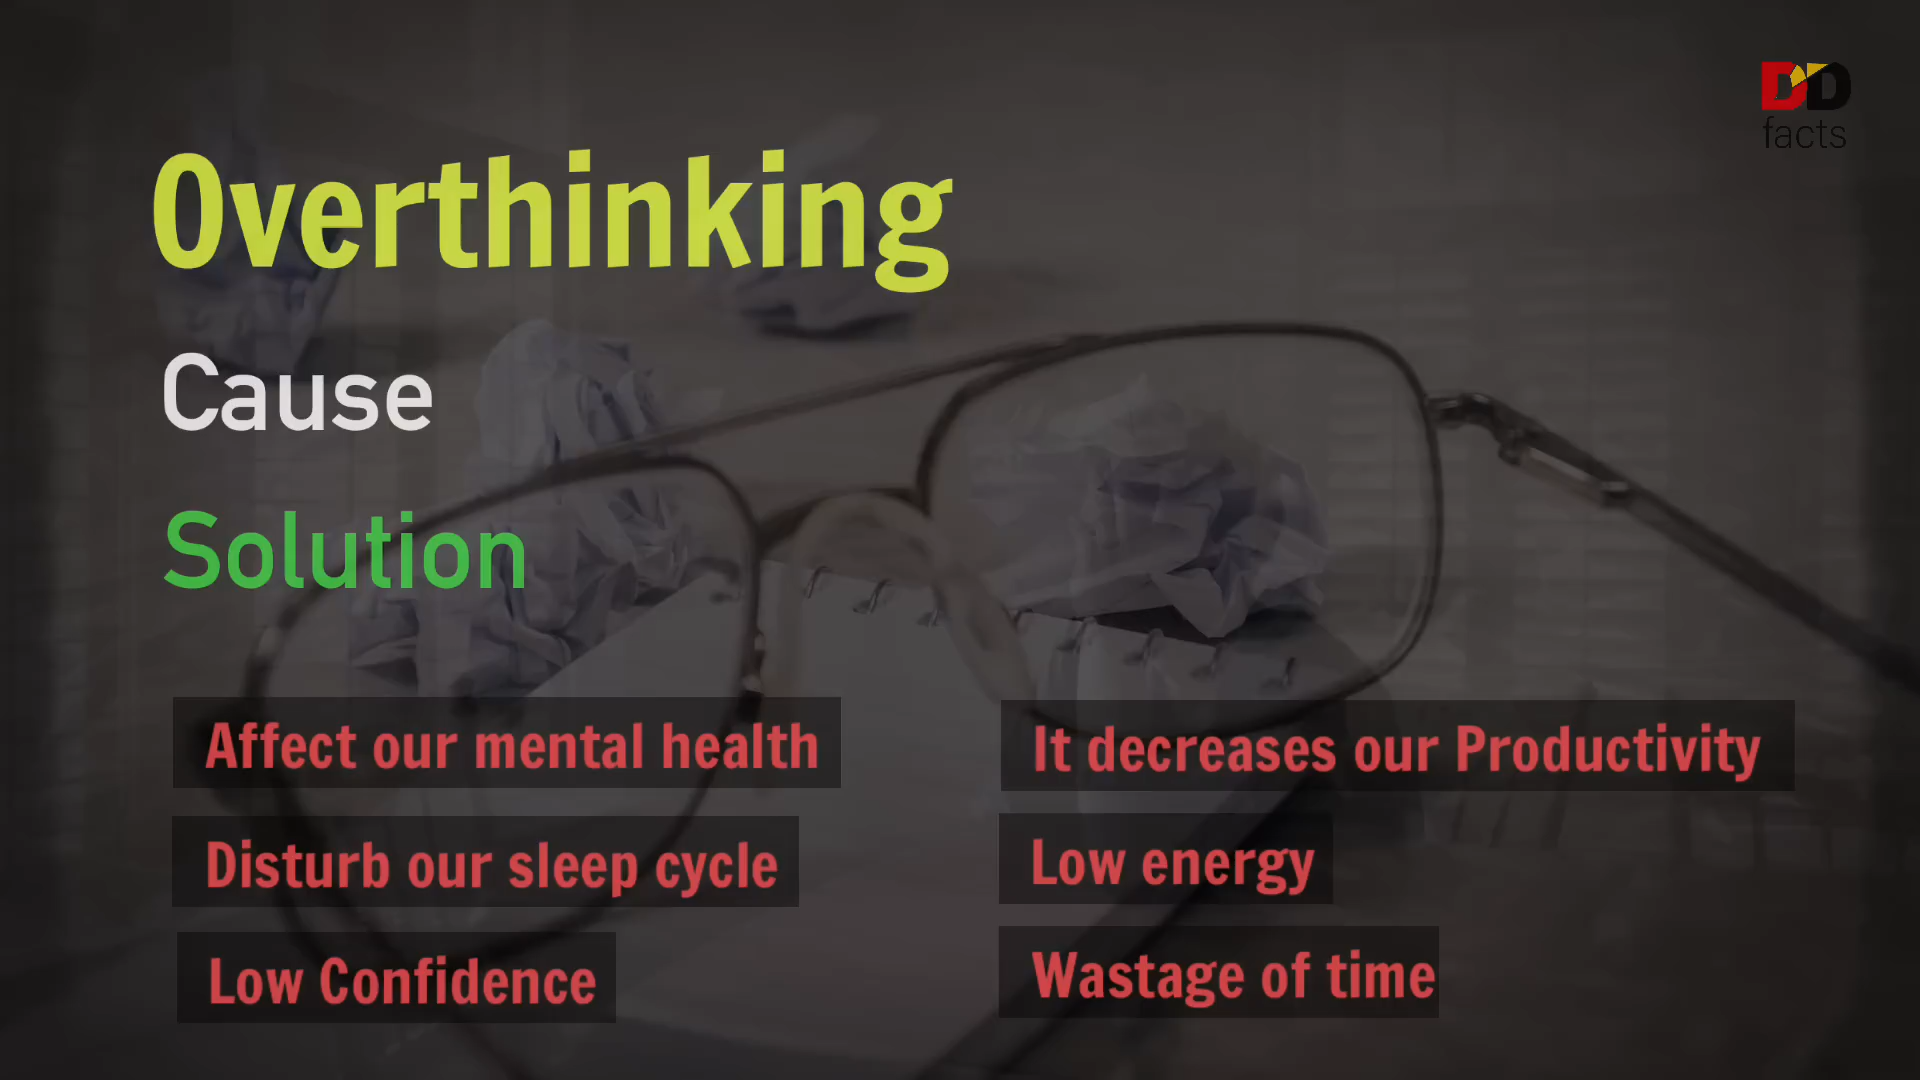 DD
facts
Overthinking
Cause
Solution
Affect our mental health
It decreases our Productivity
Disturb our sleep cycle
Low energy
Low Confidence
Wastage of time